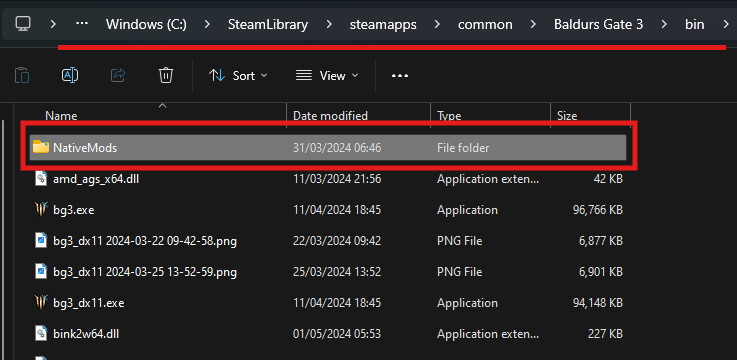 ... Windows (C:) > SteamLibrary > steamapps > common > Baldurs Gate 3 > bin >
Sort View ...
Name Date modified Type Size
NativeMods 31/03/2024 06:46 File folder
amd_ags_x64.dll 11/03/2024 21:56 Application exten... 42 KB
bg3.exe 11/04/2024 18:45 Application 96,766 KB
bg3_dx11 2024-03-22 09-42-58.png 22/03/2024 09:42 PNG File 6,877 KB
bg3_dx11 2024-03-25 13-52-59.png 25/03/2024 13:52 PNG File 6,901 KB
bg3_dx11.exe 11/04/2024 18:45 Application 94,148 KB
bink2w64.dll 01/05/2024 05:53 Application exten... 227 KB